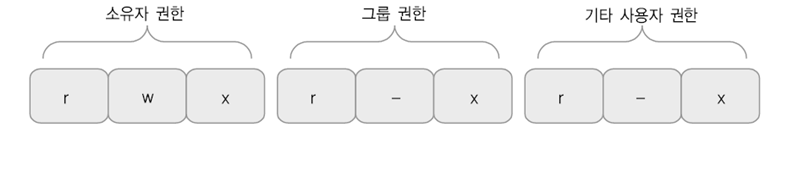 소유자 권한 그룹 권한 기타 사용자 권한
r w x r – x r – x